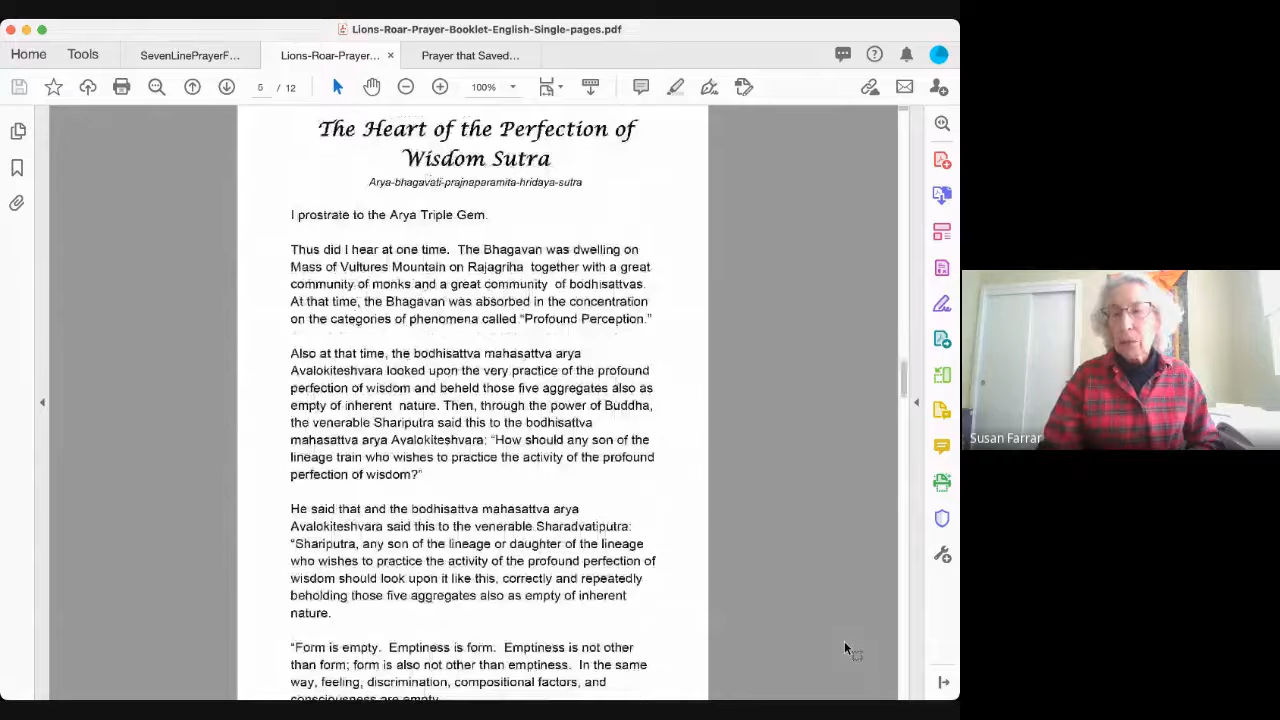 Lions-Roar-Prayer-Booklet-English-Single-pages.pdf
Home
Tools
SevenLinePrayerF...
Lions-Roar-Prayer... ×
Prayer that Saved...
5 / 12
100%
The Heart of the Perfection of
Wisdom Sutra
Arya-bhagavati-prajnaparamita-hridaya-sutra
I prostrate to the Arya Triple Gem.
Thus did I hear at one time. The Bhagavan was dwelling on
Mass of Vultures Mountain on Rajagriha together with a great
community of monks and a great community of bodhisattvas.
At that time, the Bhagavan was absorbed in the concentration
on the categories of phenomena called “Profound Perception.”
Also at that time, the bodhisattva mahasattva arya
Avalokiteshvara looked upon the very practice of the profound
perfection of wisdom and beheld those five aggregates also as
empty of inherent nature. Then, through the power of Buddha,
the venerable Shariputra said this to the bodhisattva
mahasattva arya Avalokiteshvara: “How should any son of the
lineage train who wishes to practice the activity of the profound
perfection of wisdom?”
He said that and the bodhisattva mahasattva arya
Avalokiteshvara said this to the venerable Sharadvatiputra:
“Shariputra, any son of the lineage or daughter of the lineage
who wishes to practice the activity of the profound perfection of
wisdom should look upon it like this, correctly and repeatedly
beholding those five aggregates also as empty of inherent
nature.
“Form is empty. Emptiness is form. Emptiness is not other
than form; form is also not other than emptiness. In the same
way, feeling, discrimination, compositional factors, and
consciousness are empty.
Susan Farrar